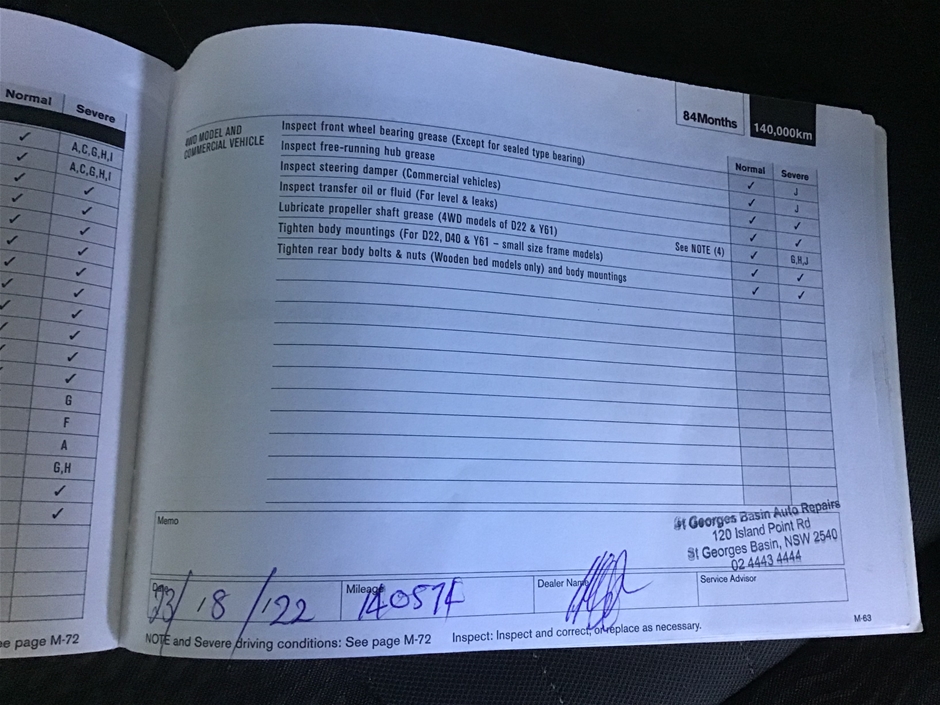 Normal Severe
✓ A,C,G,H,I
✓ A,C,G,H,I
✓ ✓
✓ ✓
✓ ✓
✓ ✓
✓ ✓
✓ ✓
✓ ✓
✓ ✓
✓ ✓
✓
G
F
A
G,H
✓
✓
ee page M-72
84Months 140,000km
Normal Severe
4WD MODEL AND
COMMERCIAL VEHICLE
Inspect front wheel bearing grease (Except for sealed type bearing) ✓ J
Inspect free-running hub grease ✓ J
Inspect steering damper (Commercial vehicles) ✓ ✓
Inspect transfer oil or fluid (For level & leaks) ✓ ✓
Lubricate propeller shaft grease (4WD models of D22 & Y61) See NOTE (4) ✓ G,H,J
Tighten body mountings (For D22, D40 & Y61 – small size frame models) ✓ ✓
Tighten rear body bolts & nuts (Wooden bed models only) and body mountings ✓ ✓
Memo
St Georges Basin Auto Repairs
120 Island Point Rd
St Georges Basin, NSW 2540
02 4443 4444
Date /8/22
Mileage
Dealer Name
Service Advisor
NOTE and Severe driving conditions: See page M-72 Inspect: Inspect and correct, or replace as necessary.
M-63